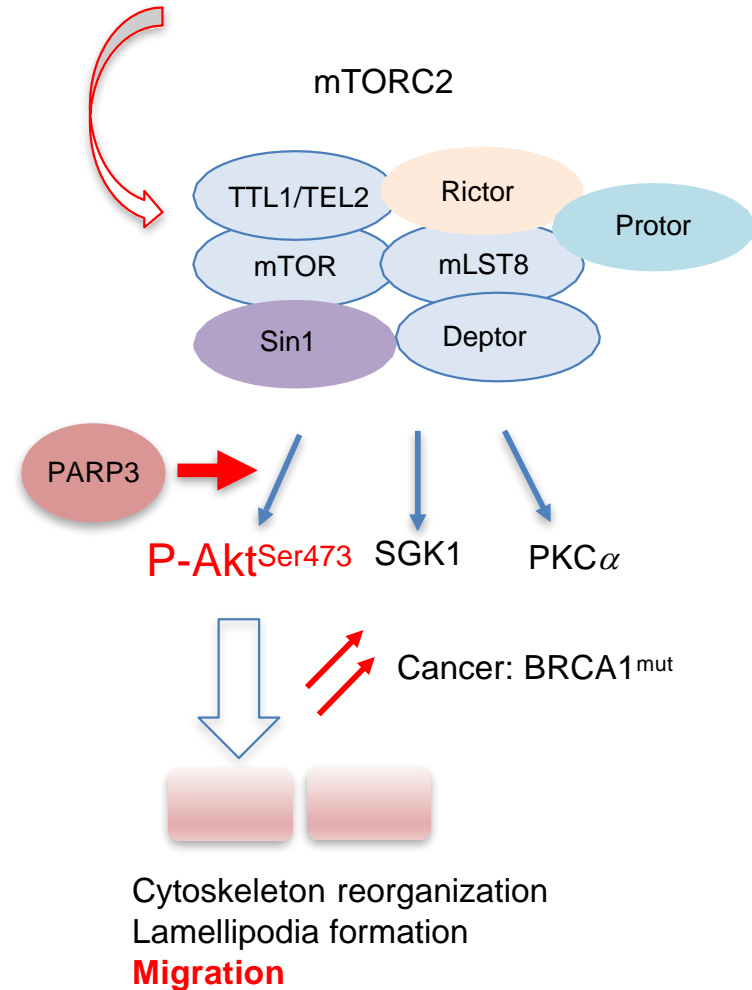 mTORC2
TTL1/TEL2
Rictor
Protor
mTOR
mLST8
Sin1
Deptor
PARP3
P-AktSer473
SGK1
PKCα
Cancer: BRCA1mut
Cytoskeleton reorganization
Lamellipodia formation
Migration